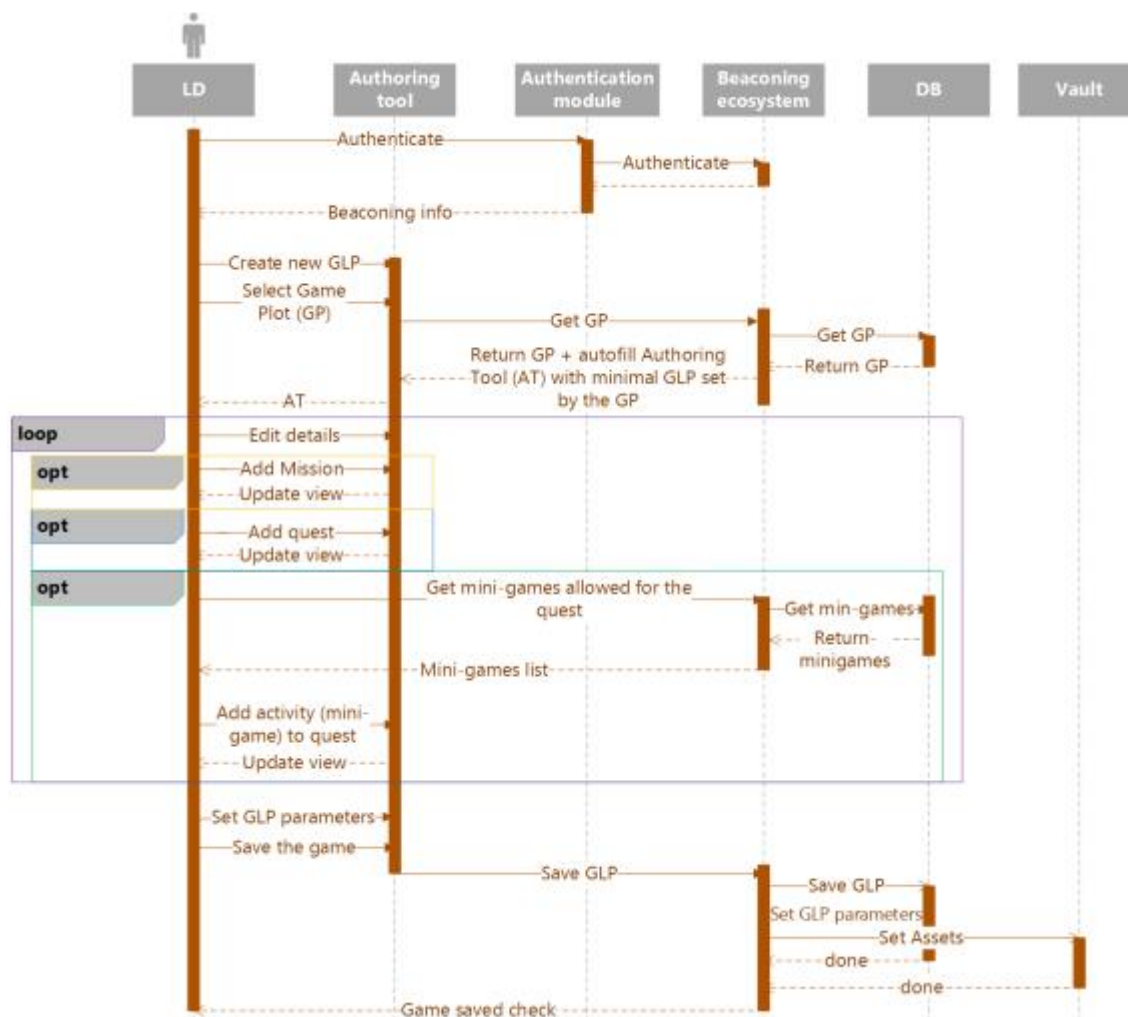 LD
Authoring
tool
Authentication
module
Beaconing
ecosystem
DB
Vault
Authenticate
Authenticate
Beaconing info
Create new GLP
Select Game
Plot (GP)
Get GP
Get GP
Return GP + autofill Authoring
Tool (AT) with minimal GLP set
by the GP
Return GP
AT
loop
Edit details
opt
Add Mission
Update view
opt
Add quest
Update view
opt
Get mini-games allowed for the
quest
Get min-games
Return
minigames
Mini-games list
Add activity (mini-
game) to quest
Update view
Set GLP parameters
Save the game
Save GLP
Save GLP
Set GLP parameters
Set Assets
done
done
Game saved check